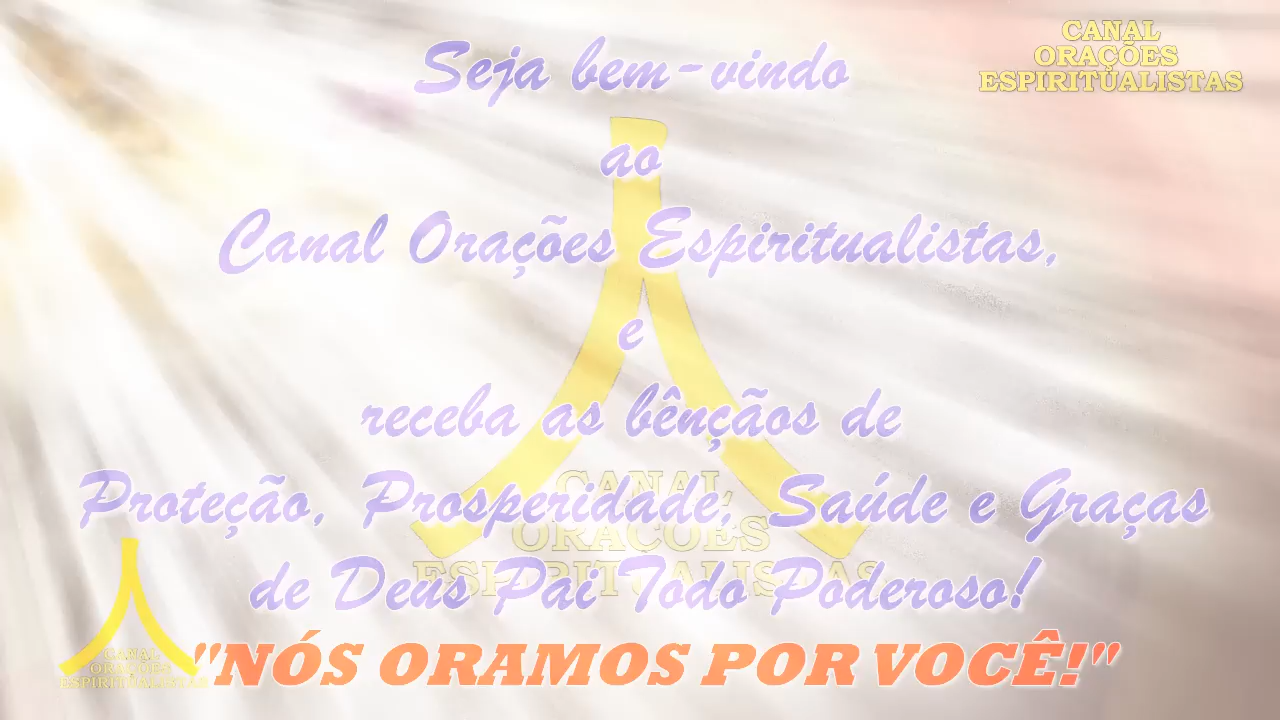 CANAL
ORAÇÕES
ESPIRITUALISTAS
Seja bem-vindo
ao
Canal Orações Espiritualistas,
e
receba as bênçãos de
Proteção, Prosperidade, Saúde e Graças
de Deus Pai Todo Poderoso!
CANAL
ORAÇÕES
ESPIRITUALISTAS
"NÓS ORAMOS POR VOCÊ!"
CANAL
ORAÇÕES
ESPIRITUALISTAS